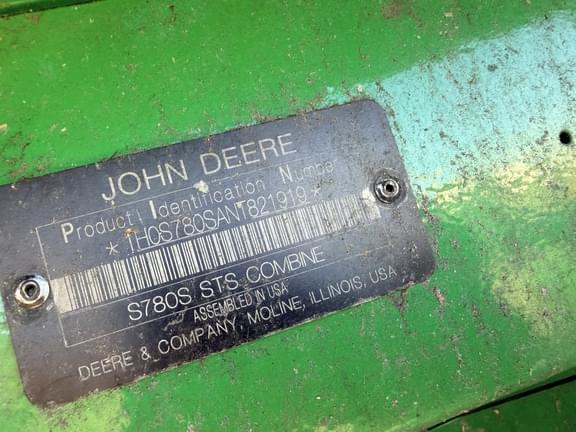 JOHN DEERE
Product Identification Number
*1H0S780SANT821919*
S780S STS COMBINE
ASSEMBLED IN USA
DEERE & COMPANY, MOLINE, ILLINOIS, USA